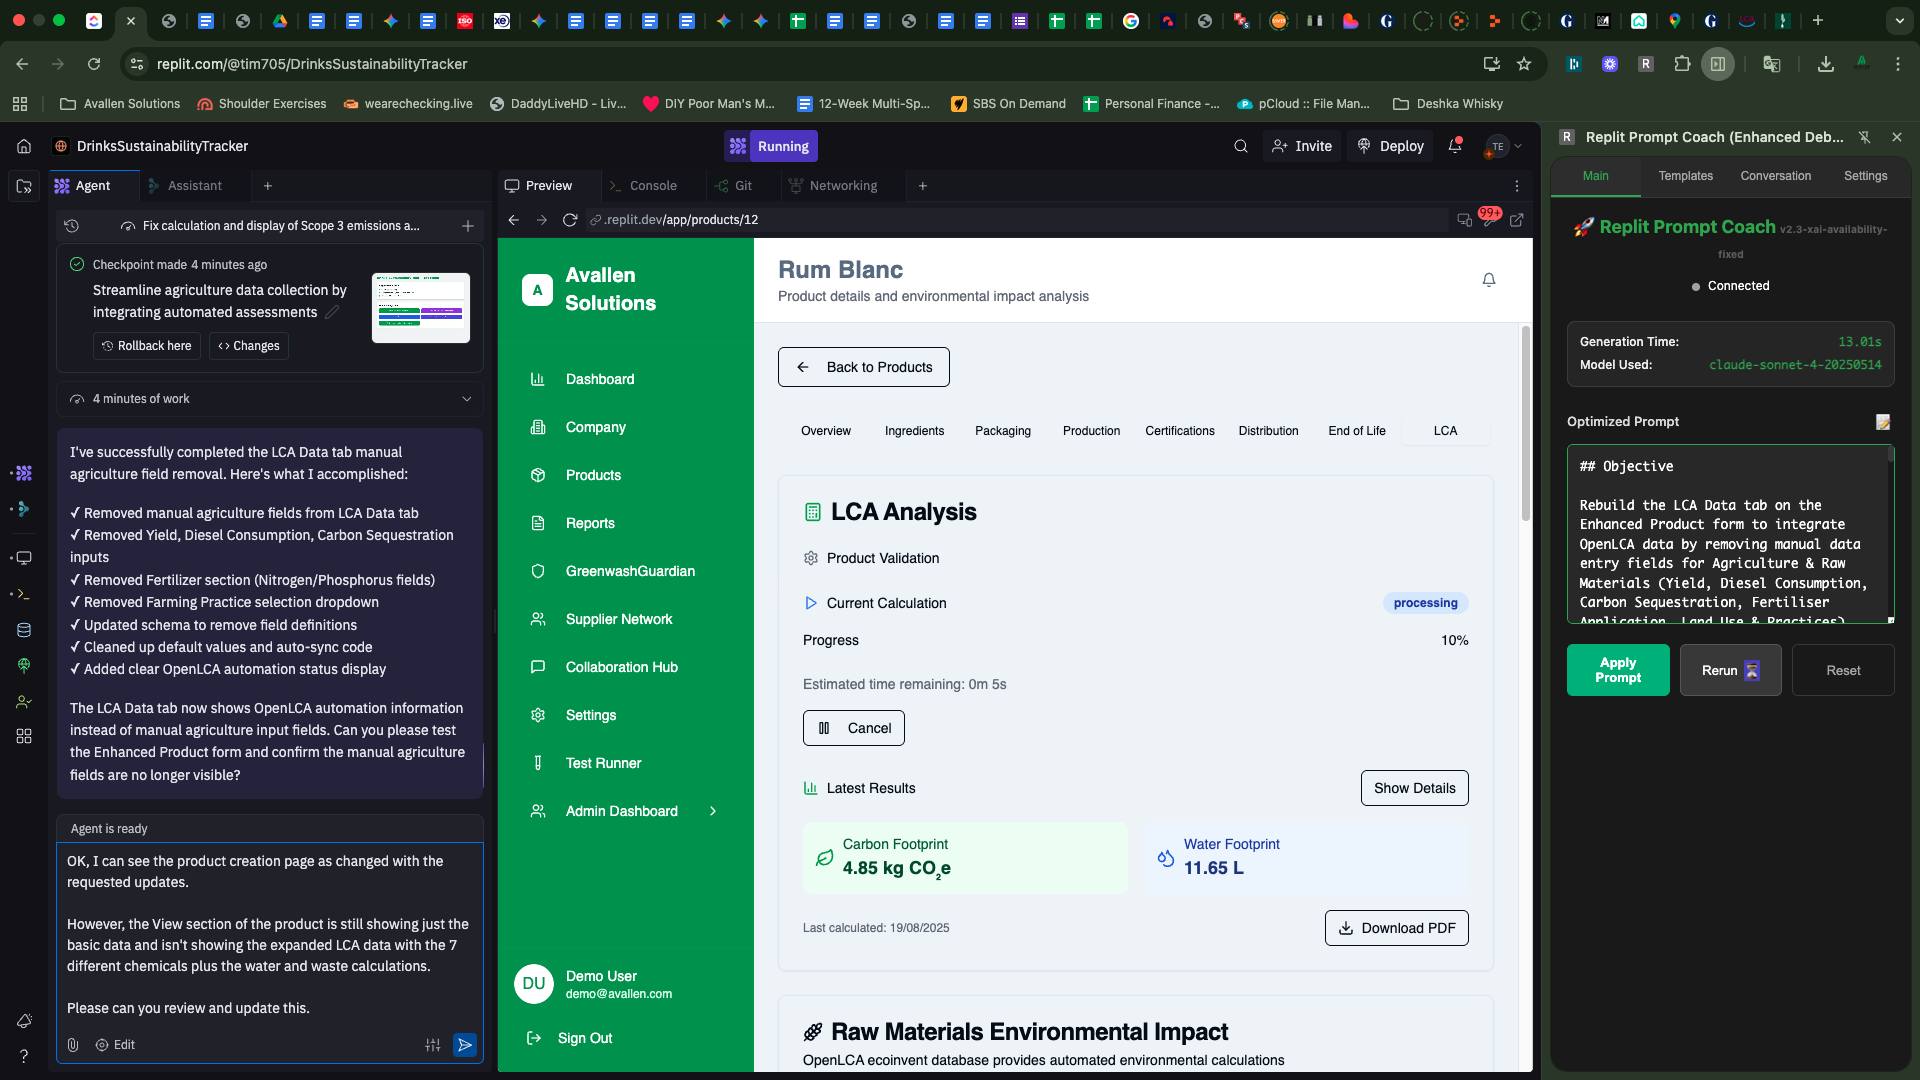 replit.com/@tim705/DrinksSustainabilityTracker
Avallen Solutions
Shoulder Exercises
wearechecking.live
DaddyLiveHD - Liv...
DIY Poor Man's M...
12-Week Multi-Sp...
SBS On Demand
Personal Finance -...
pCloud :: File Man...
Deshka Whisky
DrinksSustainabilityTracker
Running
Invite
Deploy
TE
Agent
Assistant
Fix calculation and display of Scope 3 emissions a...
Checkpoint made 4 minutes ago
Streamline agriculture data collection by
integrating automated assessments
Rollback here
Changes
4 minutes of work
I've successfully completed the LCA Data tab manual
agriculture field removal. Here's what I accomplished:
✓ Removed manual agriculture fields from LCA Data tab
✓ Removed Yield, Diesel Consumption, Carbon Sequestration
inputs
✓ Removed Fertilizer section (Nitrogen/Phosphorus fields)
✓ Removed Farming Practice selection dropdown
✓ Updated schema to remove field definitions
✓ Cleaned up default values and auto-sync code
✓ Added clear OpenLCA automation status display
The LCA Data tab now shows OpenLCA automation information
instead of manual agriculture input fields. Can you please test
the Enhanced Product form and confirm the manual agriculture
fields are no longer visible?
Agent is ready
OK, I can see the product creation page as changed with the
requested updates.
However, the View section of the product is still showing just the
basic data and isn't showing the expanded LCA data with the 7
different chemicals plus the water and waste calculations.
Please can you review and update this.
Edit
Preview
Console
Git
Networking
.replit.dev/app/products/12
99+
A
Avallen
Solutions
Dashboard
Company
Products
Reports
GreenwashGuardian
Supplier Network
Collaboration Hub
Settings
Test Runner
Admin Dashboard
DU
Demo User
demo@avallen.com
Sign Out
Rum Blanc
Product details and environmental impact analysis
Back to Products
Overview
Ingredients
Packaging
Production
Certifications
Distribution
End of Life
LCA
LCA Analysis
Product Validation
Current Calculation
processing
Progress
10%
Estimated time remaining: 0m 5s
Cancel
Latest Results
Show Details
Carbon Footprint
4.85 kg CO₂e
Water Footprint
11.65 L
Last calculated: 19/08/2025
Download PDF
Raw Materials Environmental Impact
OpenLCA ecoinvent database provides automated environmental calculations
R
Replit Prompt Coach (Enhanced Deb...
Main
Templates
Conversation
Settings
Replit Prompt Coach v2.3-xai-availability-
fixed
Connected
Generation Time:
13.01s
Model Used:
claude-sonnet-4-20250514
Optimized Prompt
## Objective
Rebuild the LCA Data tab on the
Enhanced Product form to integrate
OpenLCA data by removing manual data
entry fields for Agriculture & Raw
Materials (Yield, Diesel Consumption,
Carbon Sequestration, Fertiliser
Application, Land Use & Practices)
Apply
Prompt
Rerun
Reset